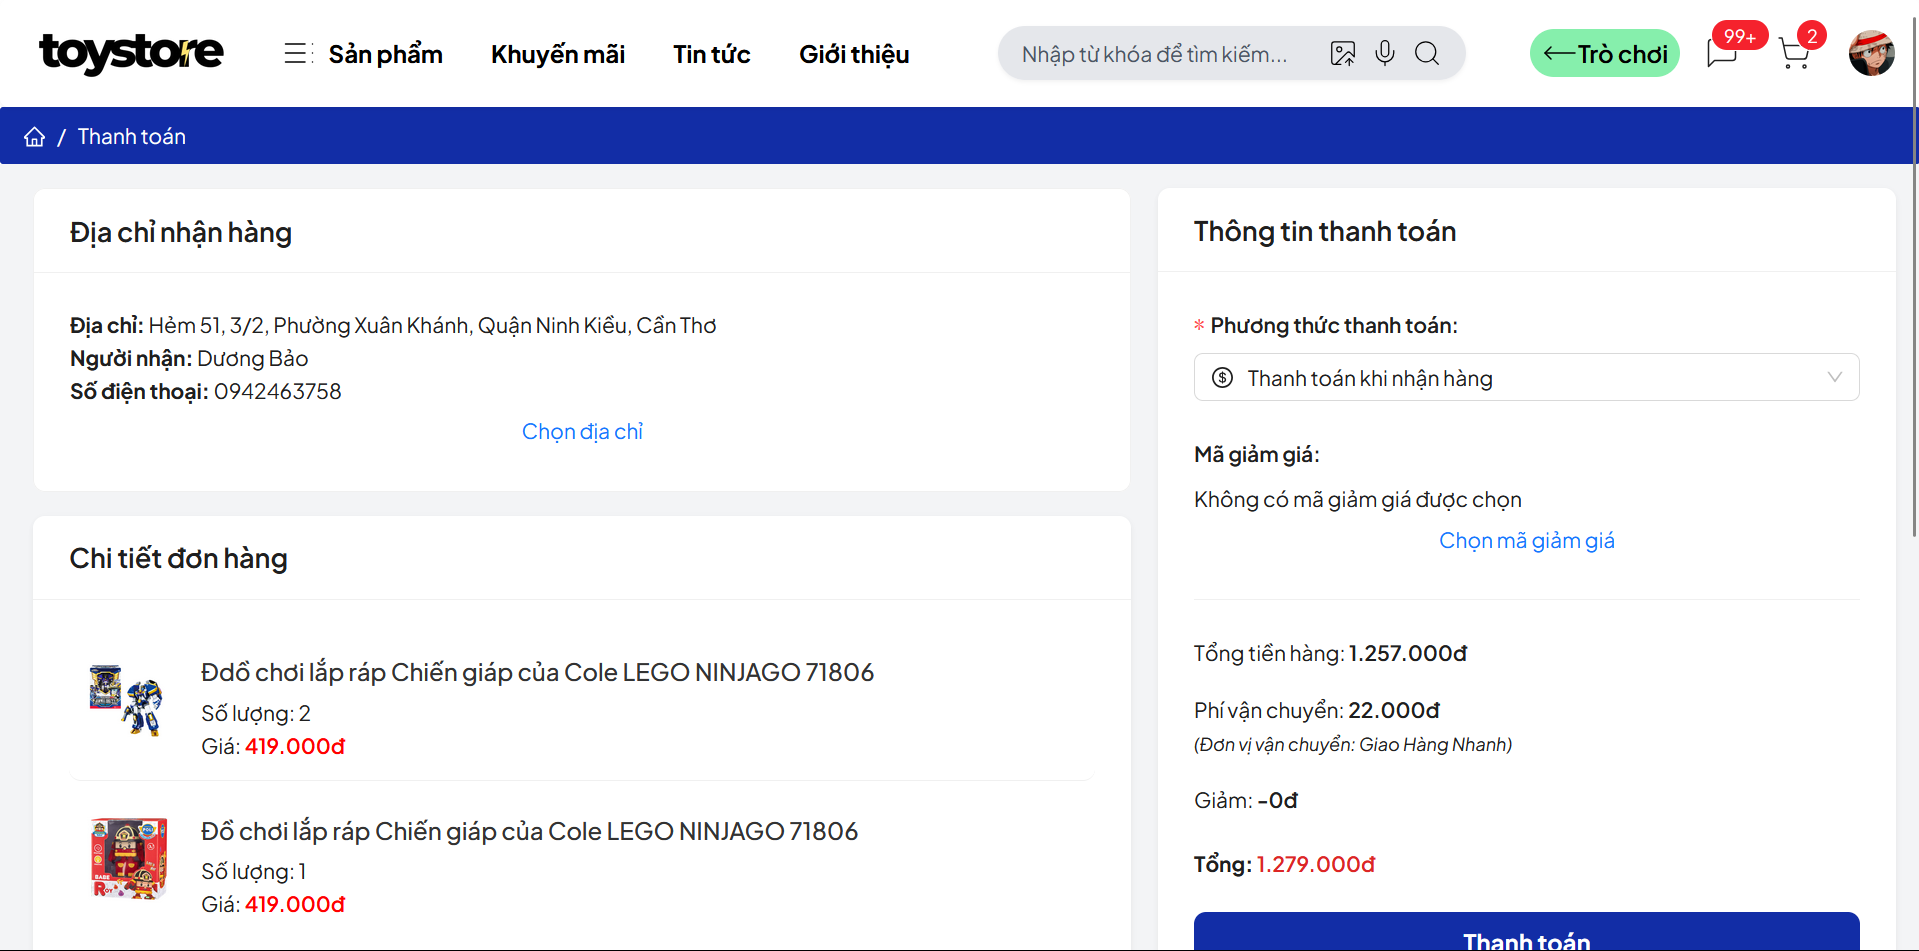 toystore
Sản phẩm
Khuyến mãi
Tin tức
Giới thiệu
Nhập từ khóa để tìm kiếm...
Trò chơi
99+
2
/ Thanh toán
Địa chỉ nhận hàng
Địa chỉ: Hẻm 51, 3/2, Phường Xuân Khánh, Quận Ninh Kiều, Cần Thơ
Người nhận: Dương Bảo
Số điện thoại: 0942463758
Chọn địa chỉ
Chi tiết đơn hàng
Đdồ chơi lắp ráp Chiến giáp của Cole LEGO NINJAGO 71806
Số lượng: 2
Giá: 419.000đ
Đồ chơi lắp ráp Chiến giáp của Cole LEGO NINJAGO 71806
Số lượng: 1
Giá: 419.000đ
Thông tin thanh toán
* Phương thức thanh toán:
Thanh toán khi nhận hàng
Mã giảm giá:
Không có mã giảm giá được chọn
Chọn mã giảm giá
Tổng tiền hàng: 1.257.000đ
Phí vận chuyển: 22.000đ
(Đơn vị vận chuyển: Giao Hàng Nhanh)
Giảm: -0đ
Tổng: 1.279.000đ
Thanh toán